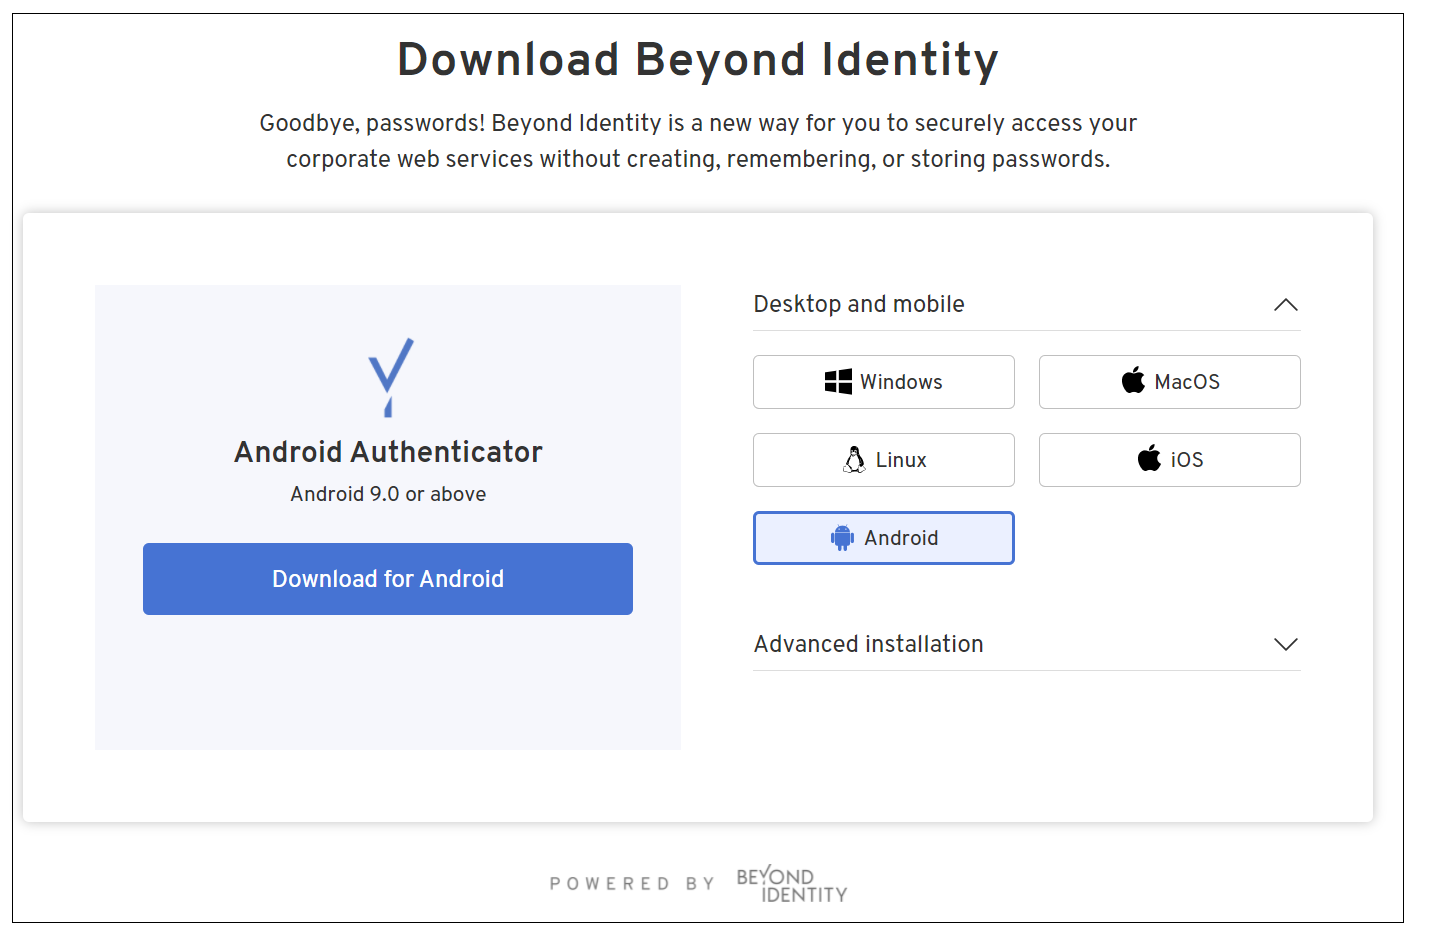 Download Beyond Identity
Goodbye, passwords! Beyond Identity is a new way for you to securely access your
corporate web services without creating, remembering, or storing passwords.
Android Authenticator
Android 9.0 or above
Download for Android
Desktop and mobile
Windows
MacOS
Linux
iOS
Android
Advanced installation
POWERED BY
BEYOND
IDENTITY